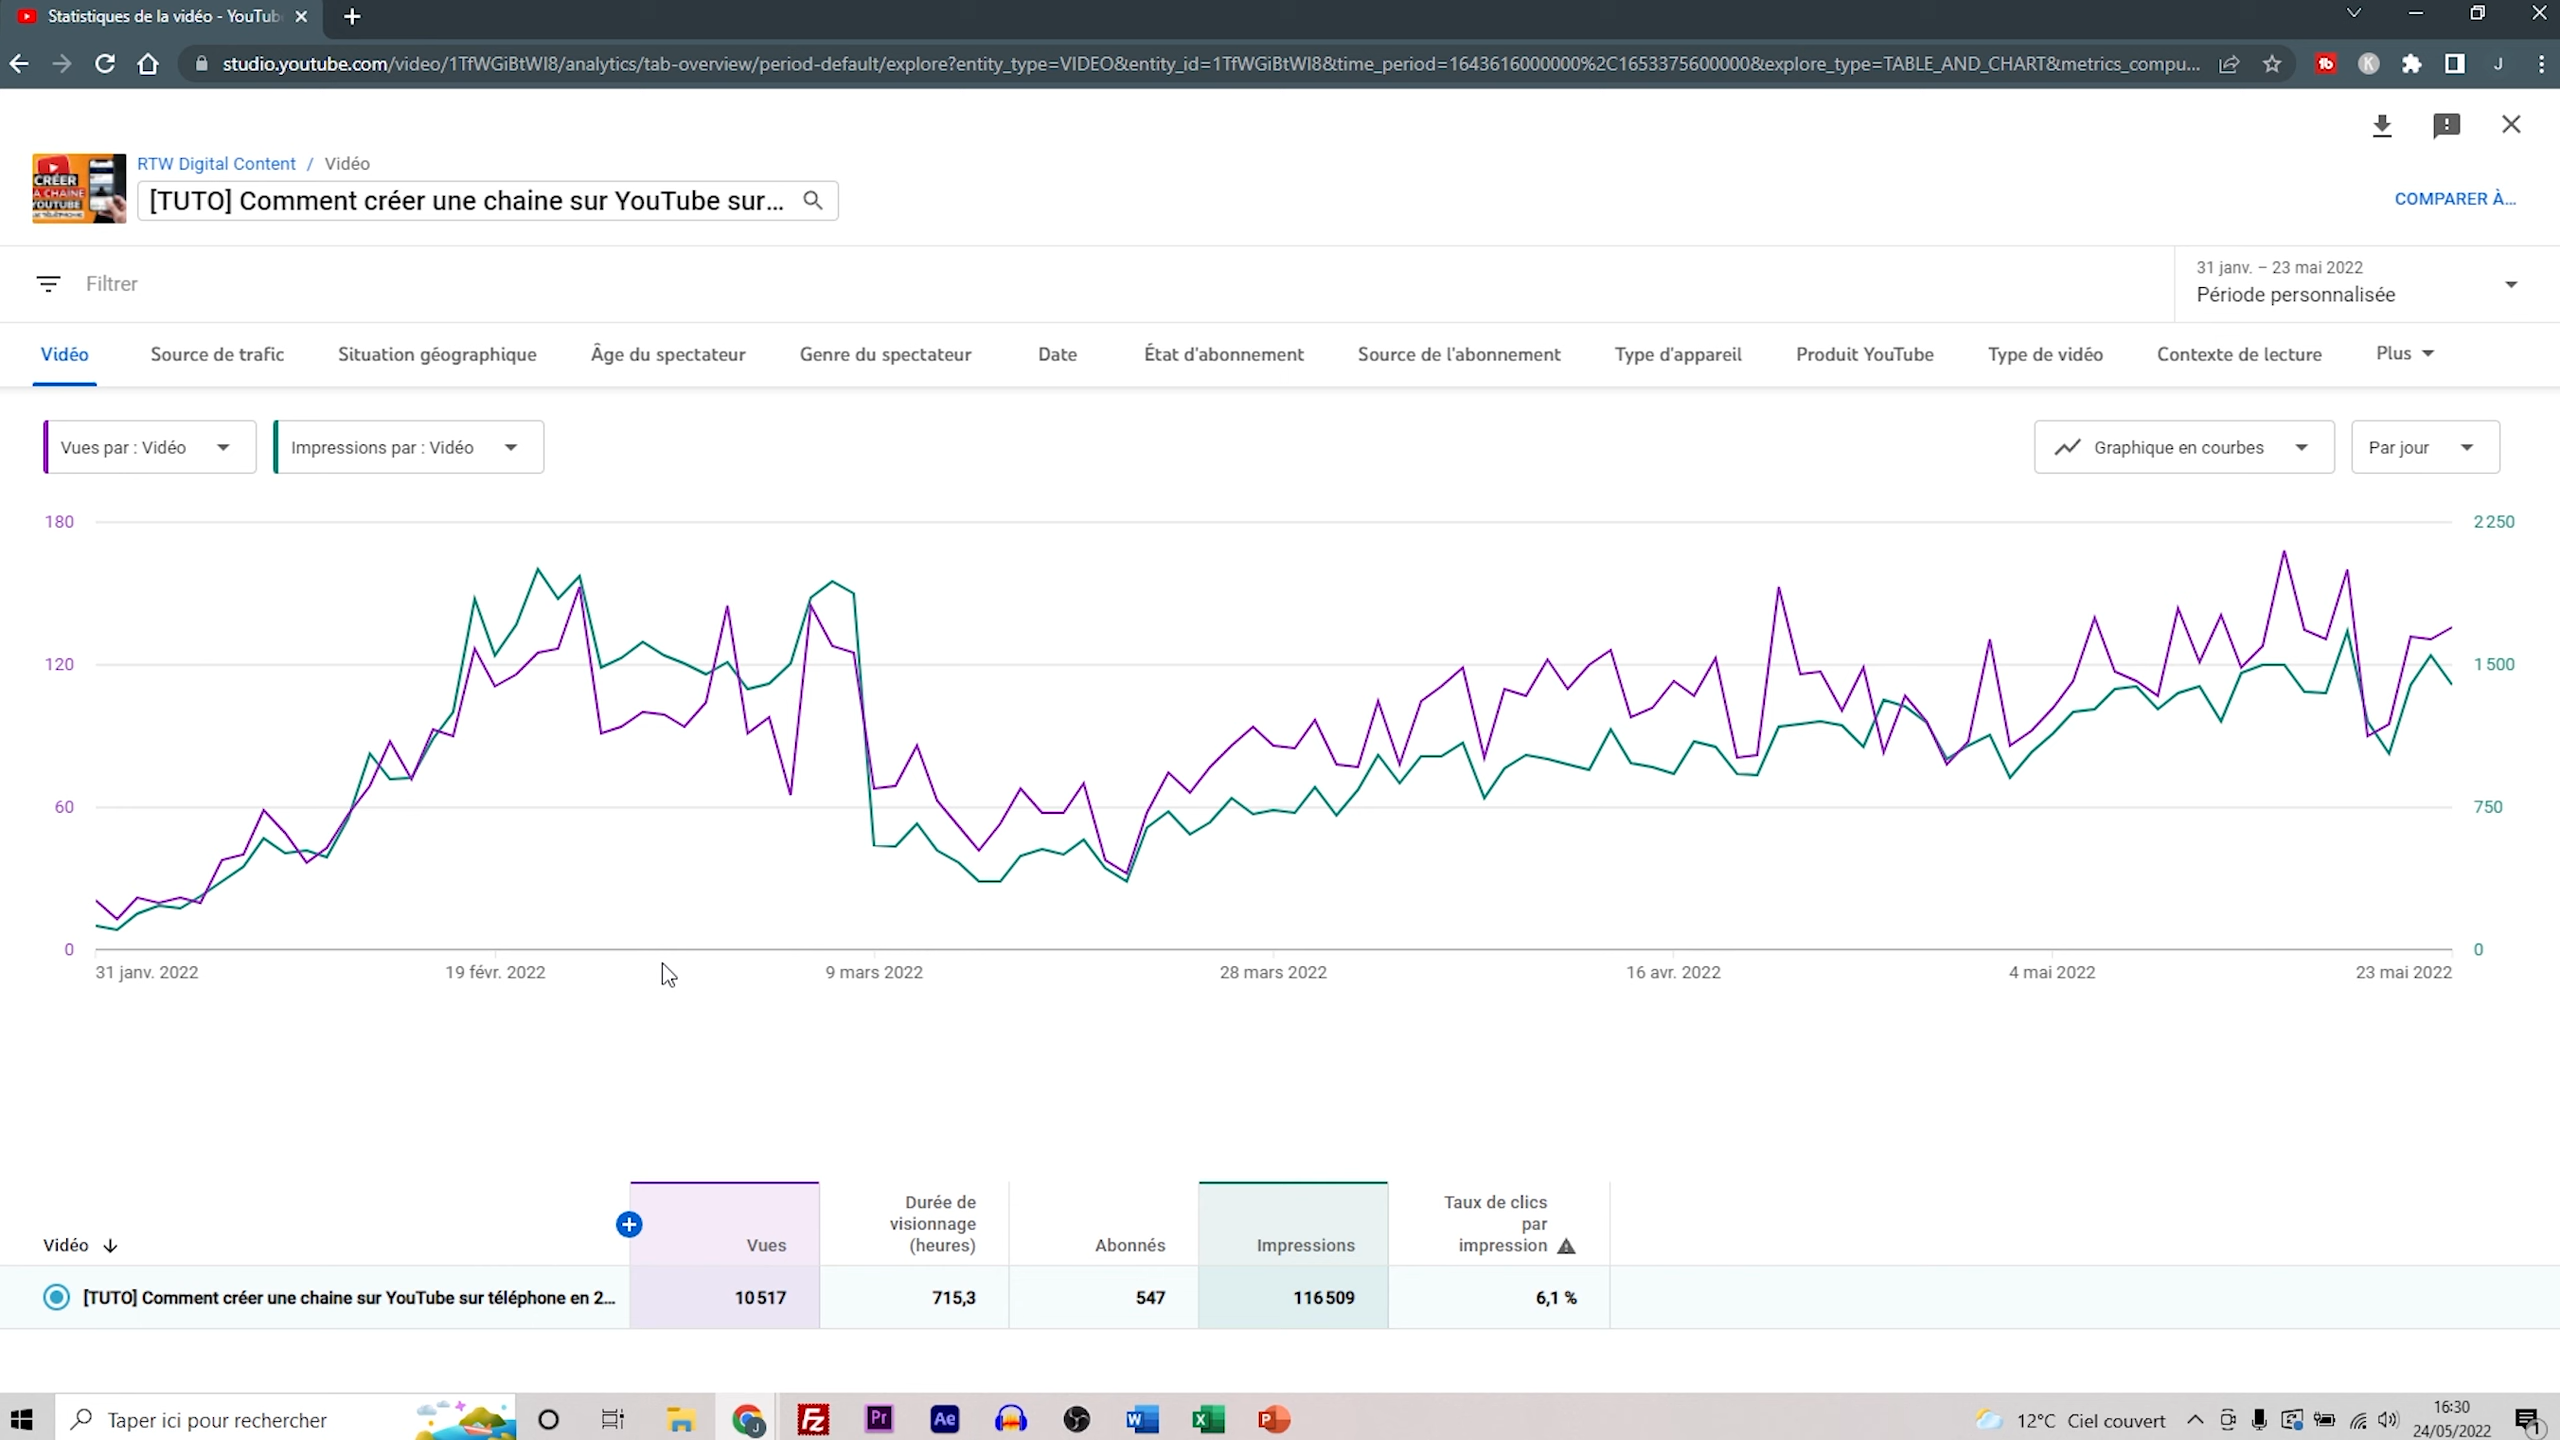 Statistiques de la vidéo - YouTub
studio.youtube.com/video/1TfWGiBtWI8/analytics/tab-overview/period-default/explore?entity_type=VIDEO&entity_id=1TfWGiBtWI8&time_period=1643616000000%2C1653375600000&explore_type=TABLE_AND_CHART&metrics_compu...
K
J
CRÉER
A CHAINE
YOUTUBE
RTW Digital Content / Vidéo
[TUTO] Comment créer une chaine sur YouTube sur...
COMPARER À...
Filtrer
31 janv. – 23 mai 2022
Période personnalisée
Vidéo Source de trafic Situation géographique Âge du spectateur Genre du spectateur Date État d'abonnement Source de l'abonnement Type d'appareil Produit YouTube Type de vidéo Contexte de lecture Plus
Vues par : Vidéo Impressions par : Vidéo Graphique en courbes Par jour
180 2 250
120 1 500
60 750
0 0
31 janv. 2022 19 févr. 2022 9 mars 2022 28 mars 2022 16 avr. 2022 4 mai 2022 23 mai 2022
Durée de Taux de clics
visionnage par
Vidéo Vues (heures) Abonnés Impressions impression
[TUTO] Comment créer une chaine sur YouTube sur téléphone en 2... 10 517 715,3 547 116 509 6,1 %
Taper ici pour rechercher
J
Fz
Pr
Ae
W
X
P
12°C Ciel couvert
16:30
24/05/2022
1